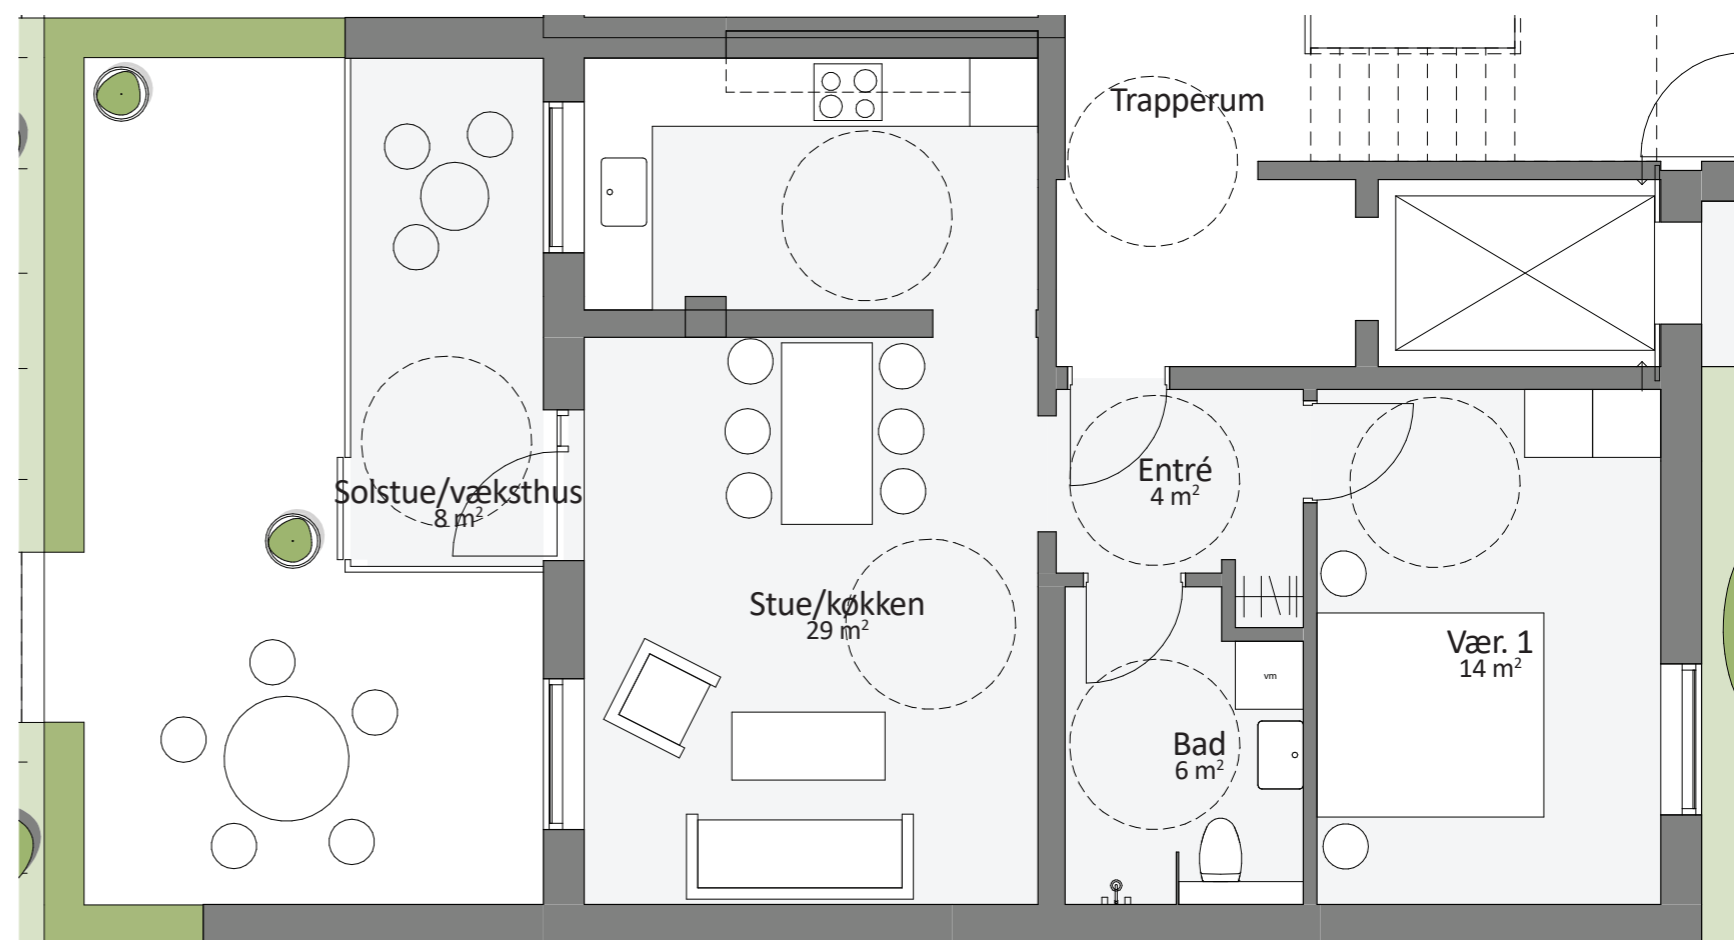 Trapperum
Solstue/væksthus
8 m²
Entré
4 m²
Stue/køkken
29 m²
Vær. 1
14 m²
vm
Bad
6 m²